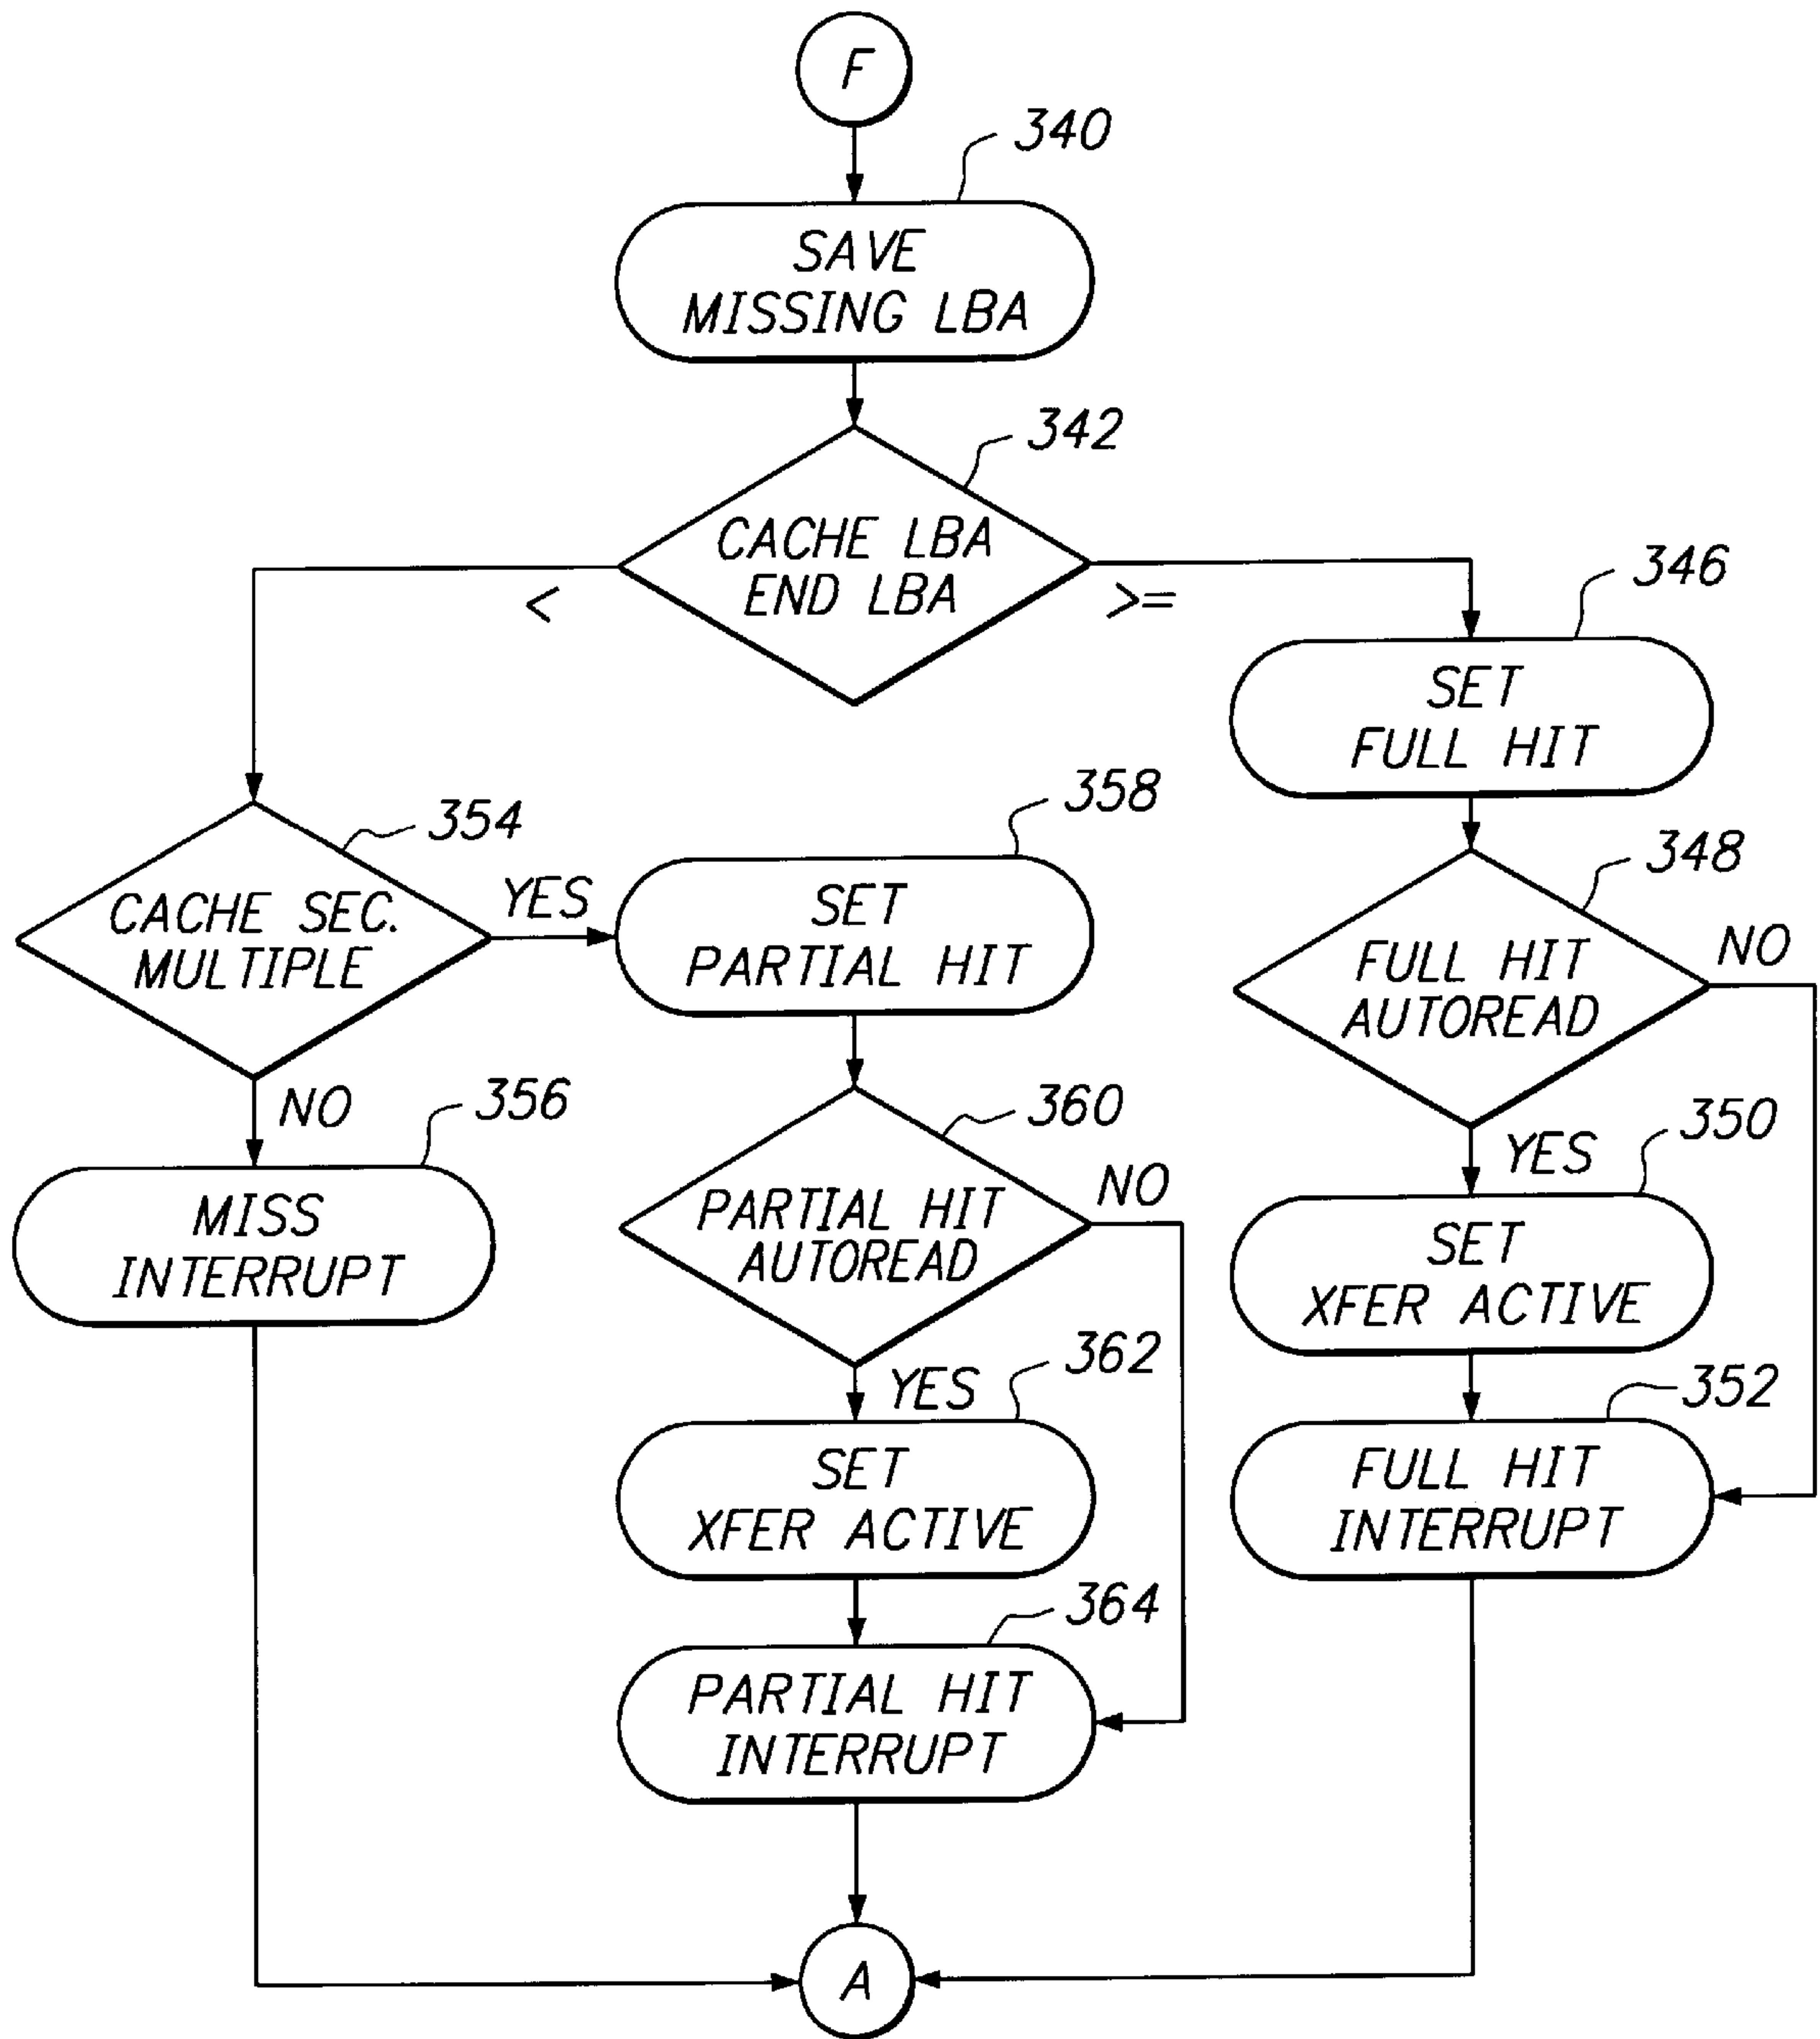 F
340
SAVE
MISSING LBA
342
CACHE LBA
END LBA
<
>=
346
SET
FULL HIT
354
CACHE SEC.
MULTIPLE
YES
358
SET
PARTIAL HIT
348
FULL HIT
AUTOREAD
NO
NO
356
MISS
INTERRUPT
360
PARTIAL HIT
AUTOREAD
NO
YES
350
SET
XFER ACTIVE
YES
362
SET
XFER ACTIVE
352
FULL HIT
INTERRUPT
364
PARTIAL HIT
INTERRUPT
A